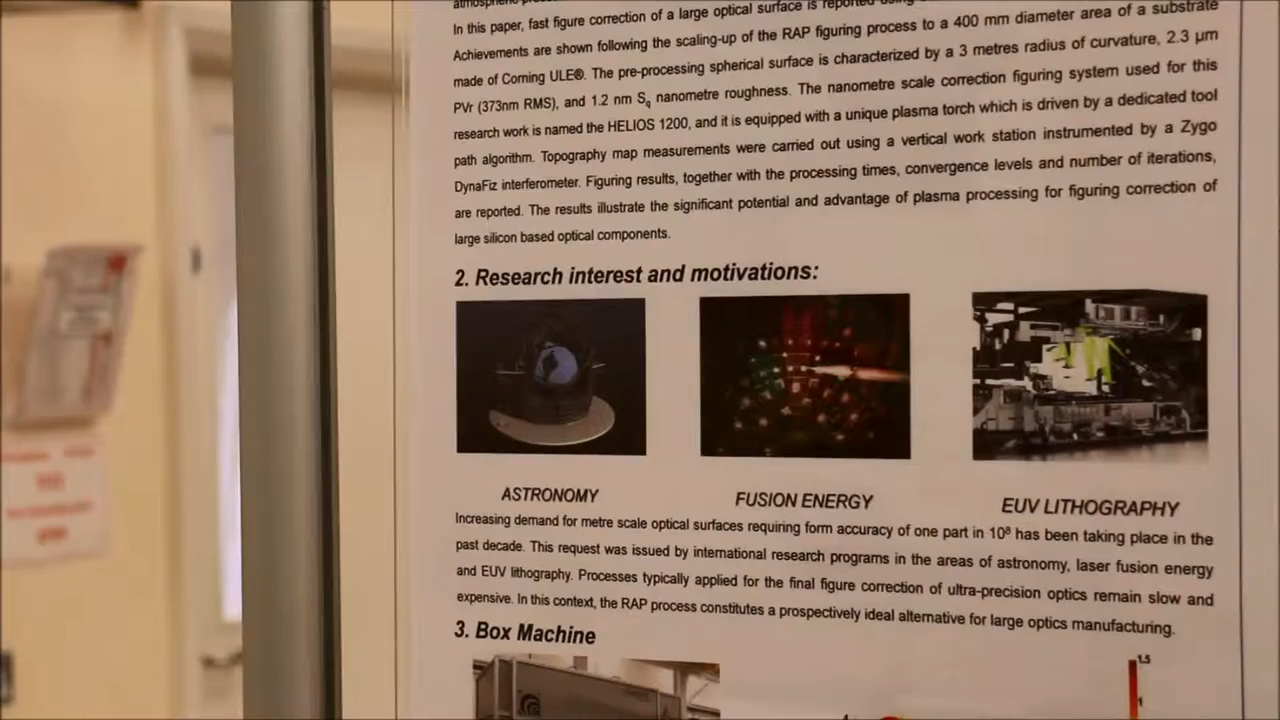 In this paper, fast figure correction of a large optical surface is reported using
Achievements are shown following the scaling-up of the RAP figuring process to a 400 mm diameter area of a substrate
made of Corning ULE®. The pre-processing spherical surface is characterized by a 3 metres radius of curvature, 2.3 µm
PVr (373nm RMS), and 1.2 nm Sq nanometre roughness. The nanometre scale correction figuring system used for this
research work is named the HELIOS 1200, and it is equipped with a unique plasma torch which is driven by a dedicated tool
path algorithm. Topography map measurements were carried out using a vertical work station instrumented by a Zygo
DynaFiz interferometer. Figuring results, together with the processing times, convergence levels and number of iterations,
are reported. The results illustrate the significant potential and advantage of plasma processing for figuring correction of
large silicon based optical components.
2. Research interest and motivations:
ASTRONOMY
FUSION ENERGY
EUV LITHOGRAPHY
Increasing demand for metre scale optical surfaces requiring form accuracy of one part in 10⁸ has been taking place in the
past decade. This request was issued by international research programs in the areas of astronomy, laser fusion energy
and EUV lithography. Processes typically applied for the final figure correction of ultra-precision optics remain slow and
expensive. In this context, the RAP process constitutes a prospectively ideal alternative for large optics manufacturing.
3. Box Machine
1.5
1